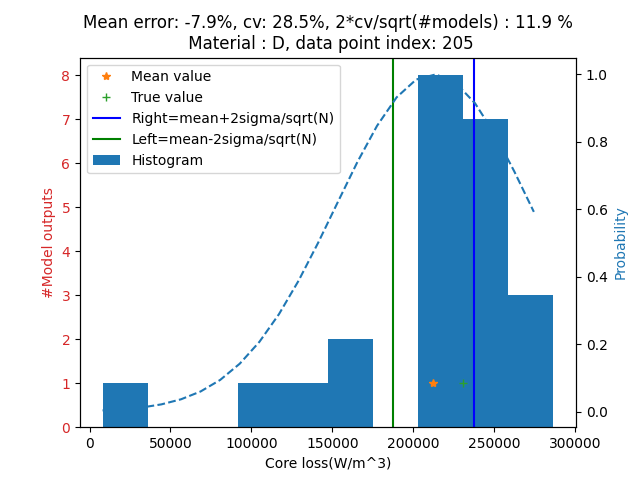 Mean error: -7.9%, cv: 28.5%, 2*cv/sqrt(#models) : 11.9 %
Material : D, data point index: 205
Mean value
True value
Right=mean+2sigma/sqrt(N)
Left=mean-2sigma/sqrt(N)
Histogram
#Model outputs
8
7
6
5
4
3
2
1
0
1.0
0.8
0.6
0.4
0.2
0.0
Probability
0 50000 100000 150000 200000 250000 300000
Core loss(W/m^3)